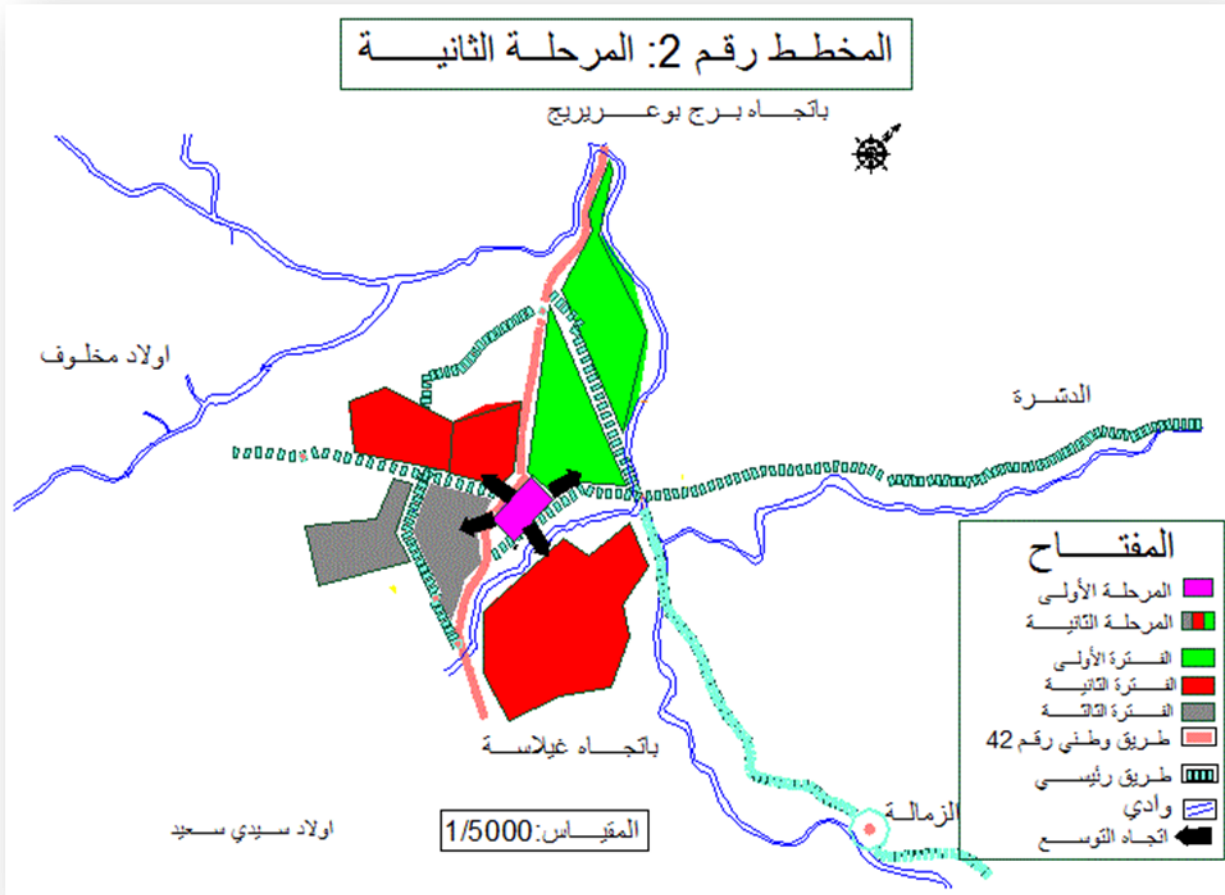 المخطط رقم 2: المرحلة الثانية
باتجاه برج بوعريريج
اولاد مخلوف
الدشرة
المفتاح
المرحلة الأولى
المرحلة الثانية
الفترة الأولى
الفترة الثانية
الفترة الثالثة
طريق وطني رقم 42
طريق رئيسي
وادي
اتجاه التوسع
باتجاه غيلاسة
الزمالة
المقياس:1/5000
اولاد سيدي سعيد